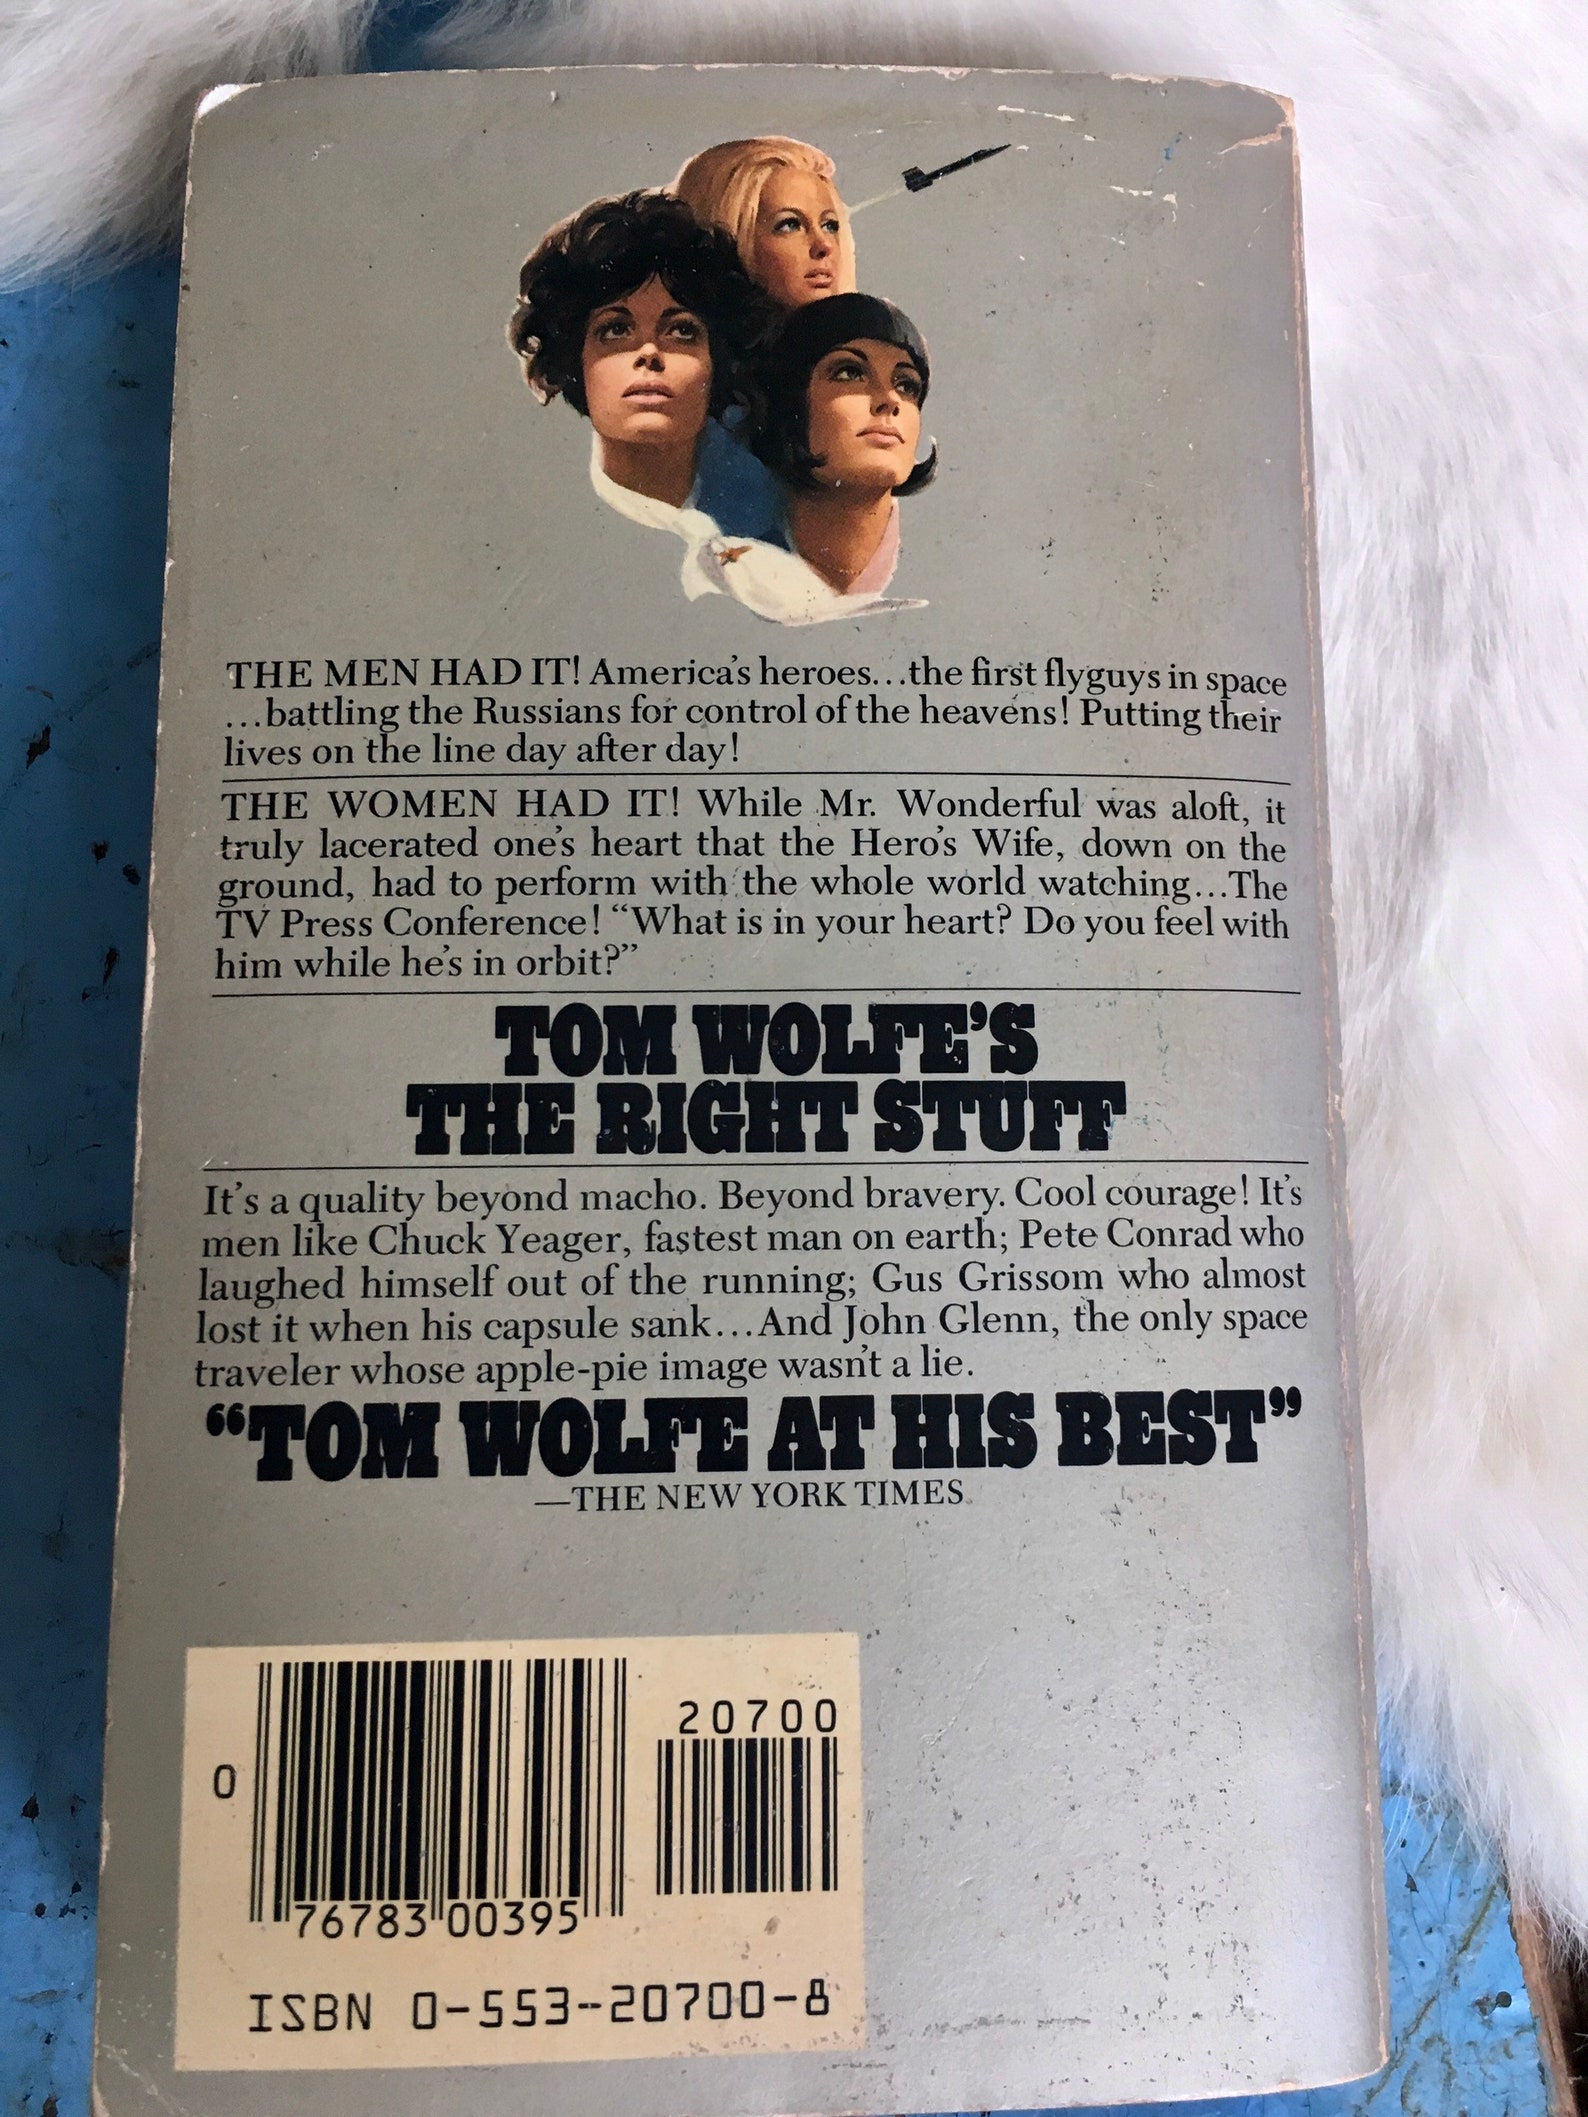 THE MEN HAD IT! America's heroes...the first flyguys in space
...battling the Russians for control of the heavens! Putting their
lives on the line day after day!
THE WOMEN HAD IT! While Mr. Wonderful was aloft, it
truly lacerated one's heart that the Hero's Wife, down on the
ground, had to perform with the whole world watching...The
TV Press Conference! "What is in your heart? Do you feel with
him while he's in orbit?"
TOM WOLFE'S
THE RIGHT STUFF
It's a quality beyond macho. Beyond bravery. Cool courage! It's
men like Chuck Yeager, fastest man on earth; Pete Conrad who
laughed himself out of the running; Gus Grissom who almost
lost it when his capsule sank...And John Glenn, the only space
traveler whose apple-pie image wasn't a lie.
"TOM WOLFE AT HIS BEST"
—THE NEW YORK TIMES
20700
0
76783 00395
ISBN 0-553-20700-8